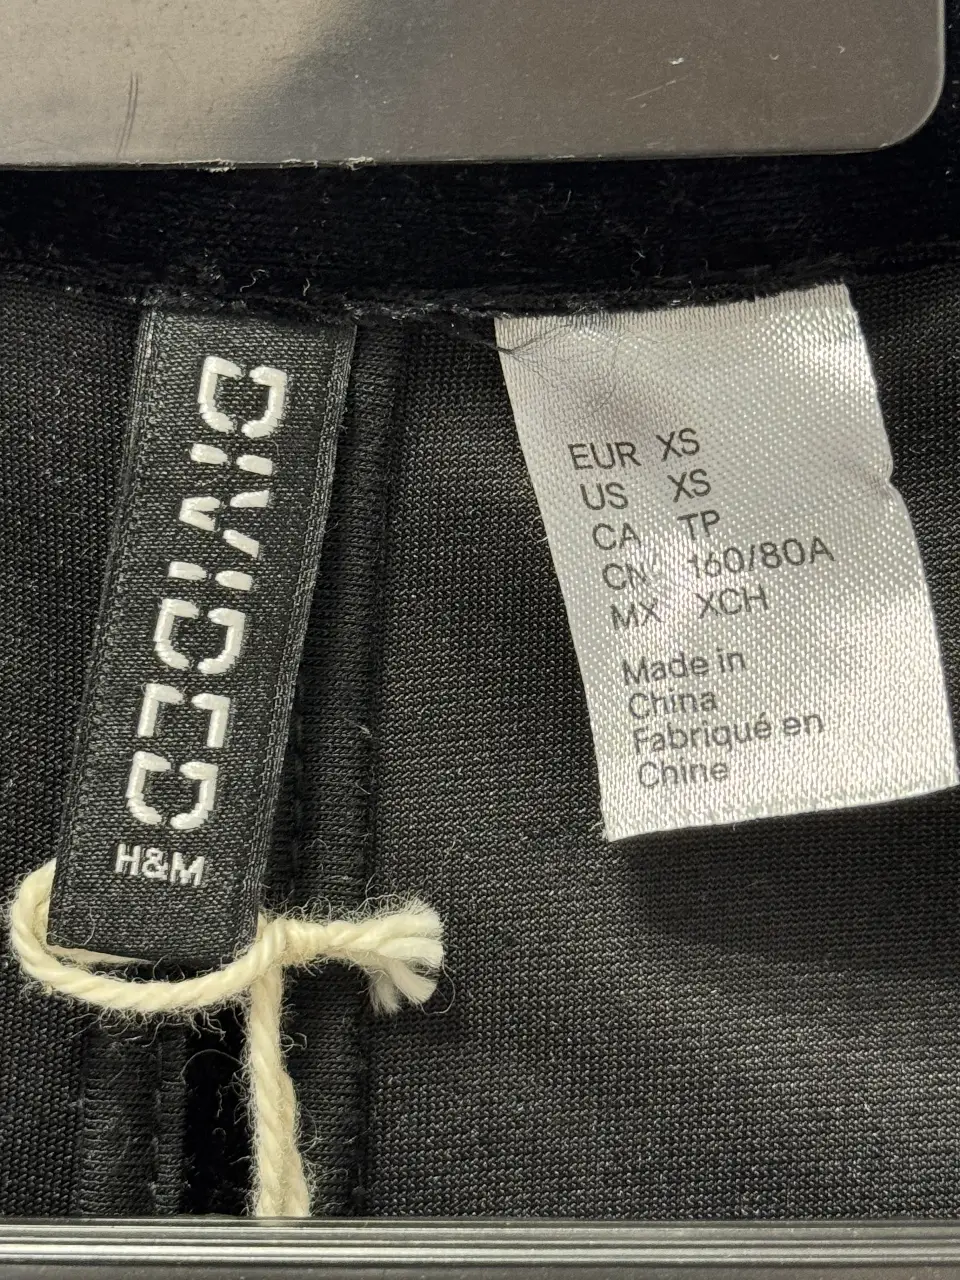 DIVIDED
H&M
EUR XS
US XS
CA TP
CN 160/80A
MX XCH
Made in
China
Fabriqué en
Chine